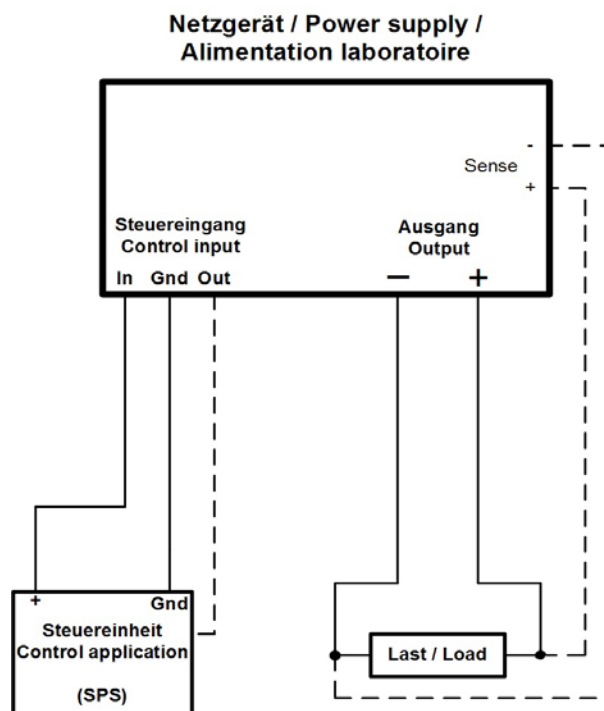 Netzgerät / Power supply /
Alimentation laboratoire
-
Sense
+
Steuereingang
Control input
In Gnd Out
Ausgang
Output
− +
+ Gnd
Steuereinheit
Control application
(SPS)
Last / Load